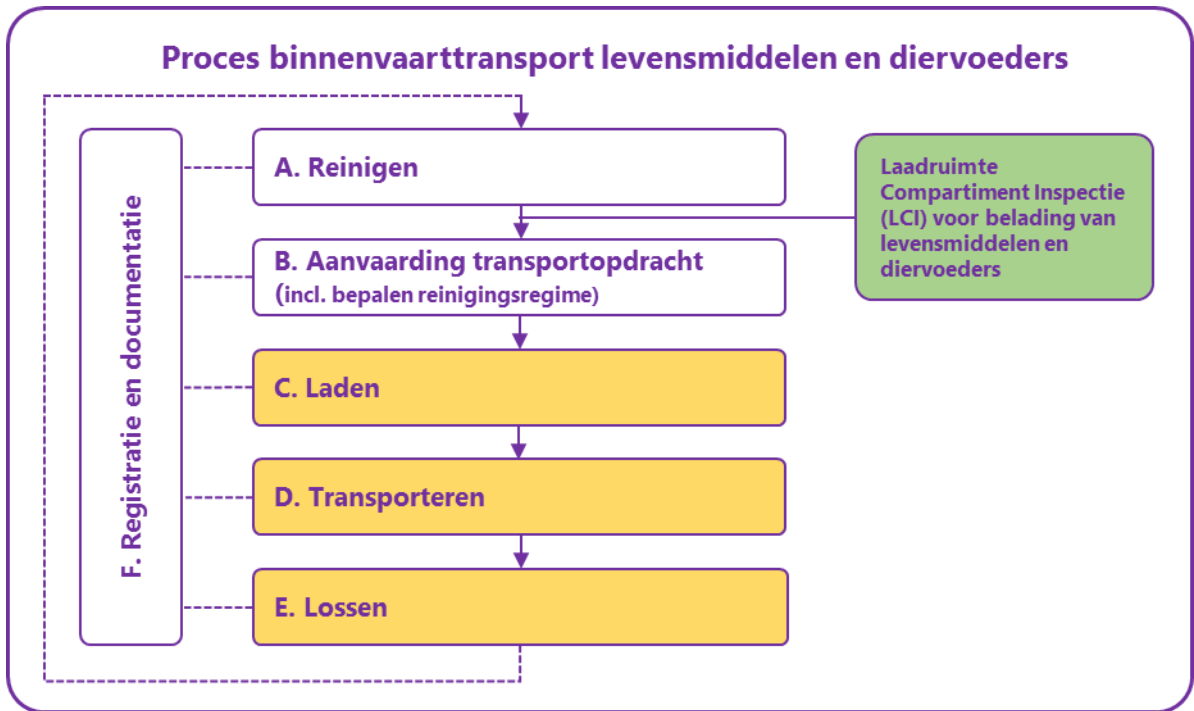 Proces binnenvaarttransport levensmiddelen en diervoeders
F. Registratie en documentatie
A. Reinigen
Laadruimte
Compartiment Inspectie
(LCI) voor belading van
levensmiddelen en
diervoeders
B. Aanvaarding transportopdracht
(incl. bepalen reinigingsregime)
C. Laden
D. Transporteren
E. Lossen